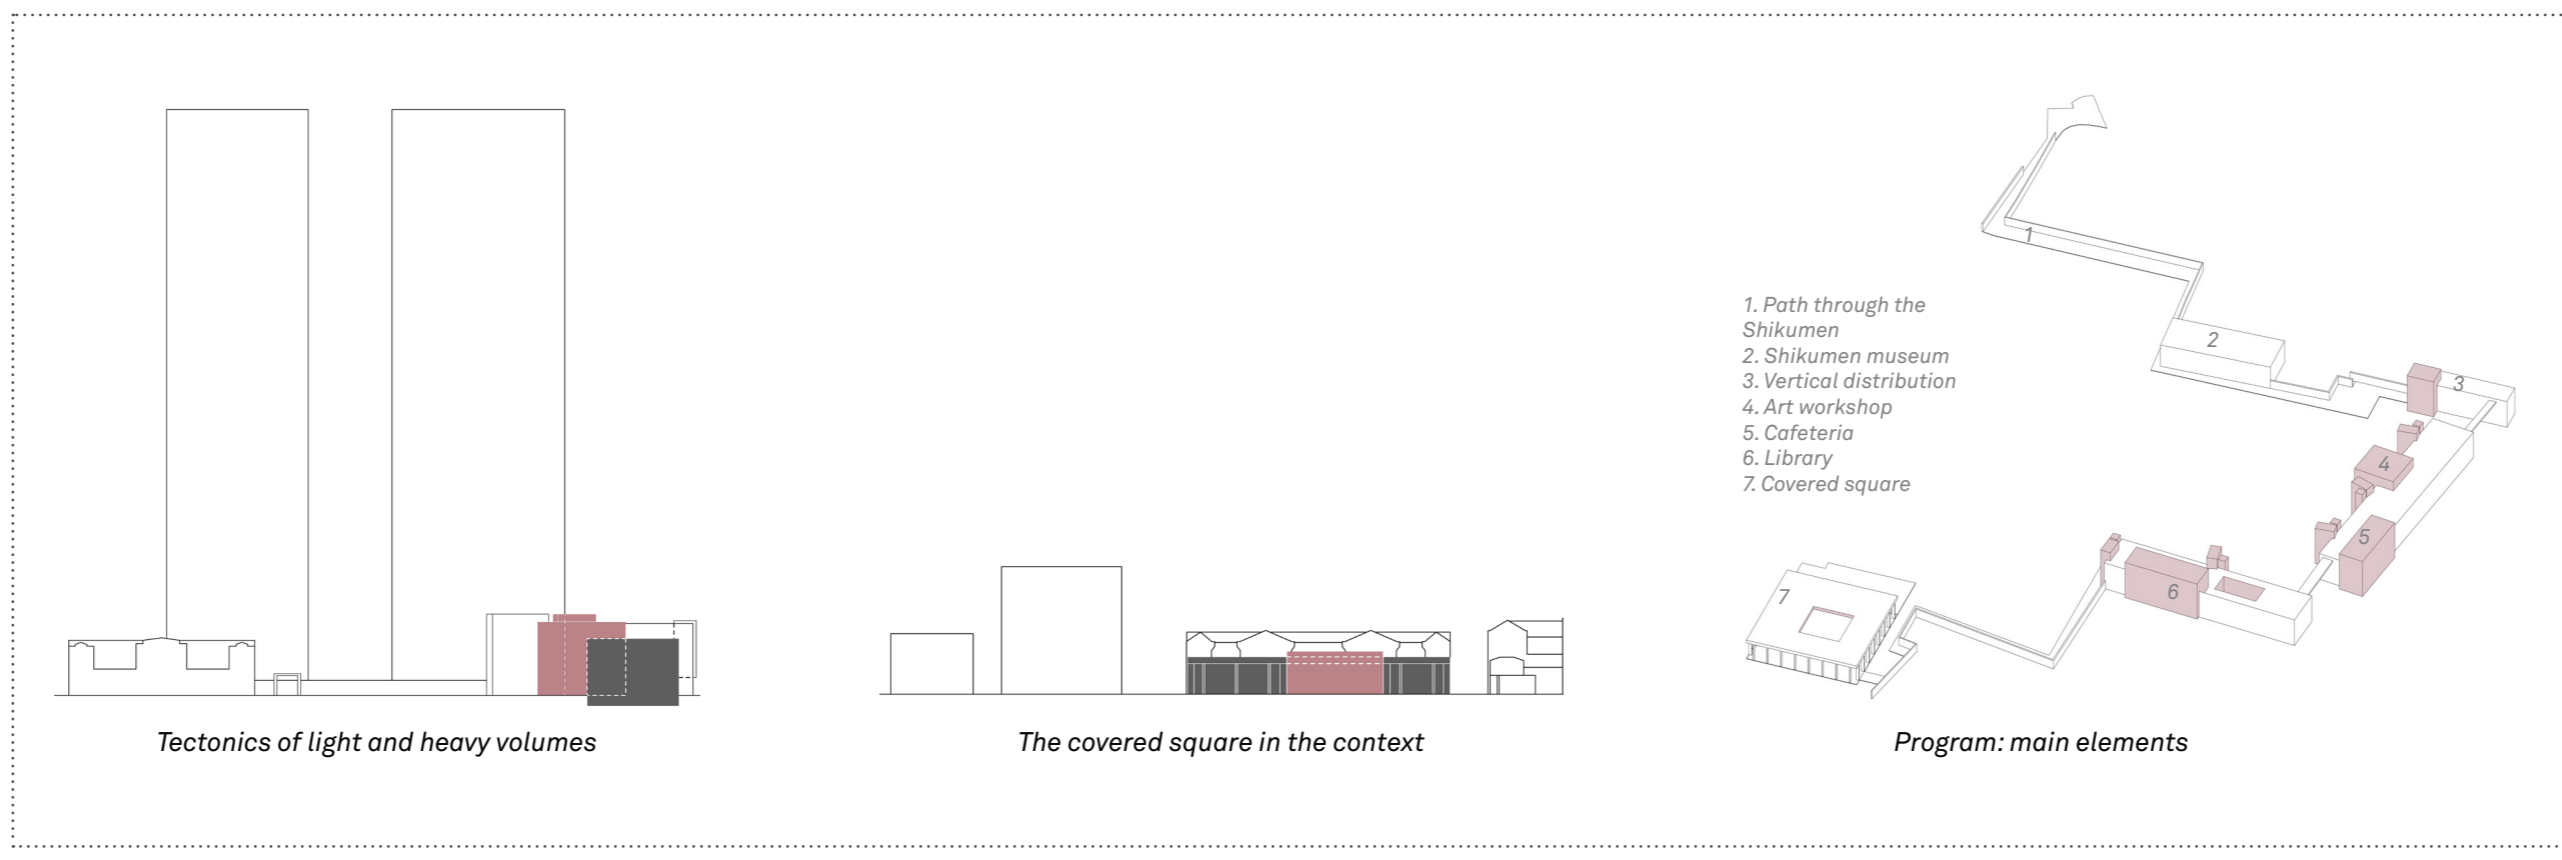 1. Path through the
Shikumen
2. Shikumen museum
3. Vertical distribution
4. Art workshop
5. Cafeteria
6. Library
7. Covered square
1
2
3
4
5
6
7
Tectonics of light and heavy volumes
The covered square in the context
Program: main elements